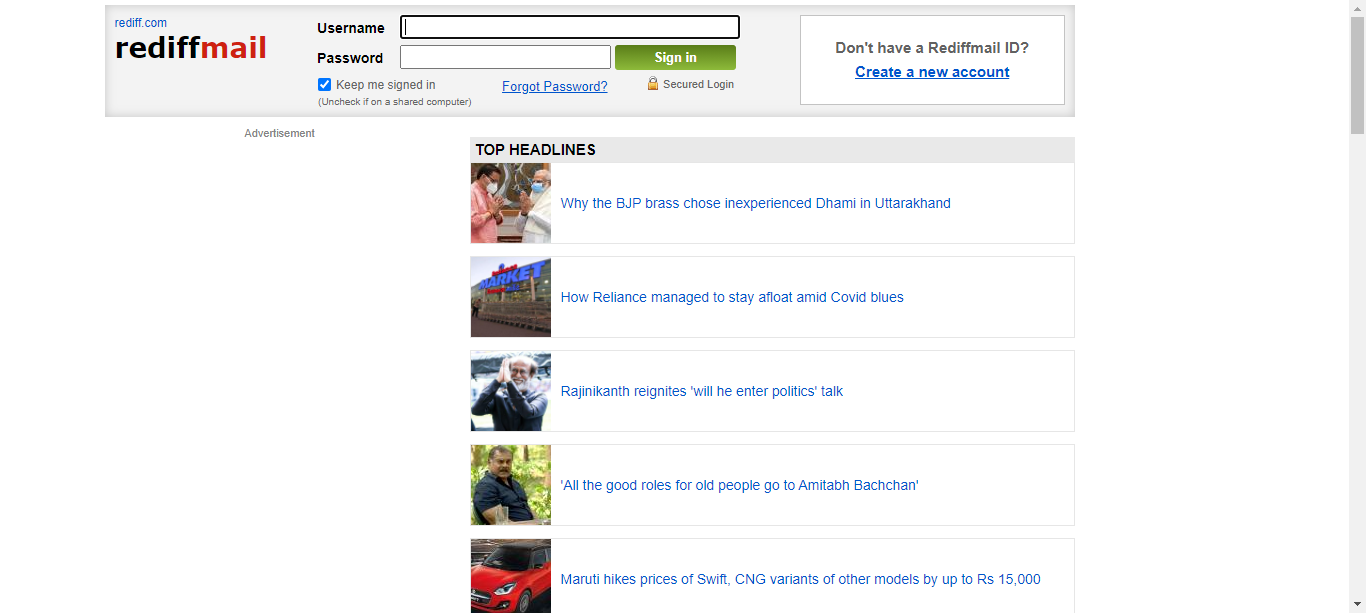 rediff.com
rediffmail
Username
Password
Sign in
Keep me signed in
(Uncheck if on a shared computer)
Forgot Password?
Secured Login
Don't have a Rediffmail ID?
Create a new account
Advertisement
TOP HEADLINES
Why the BJP brass chose inexperienced Dhami in Uttarakhand
MARKET
How Reliance managed to stay afloat amid Covid blues
Rajinikanth reignites 'will he enter politics' talk
'All the good roles for old people go to Amitabh Bachchan'
Maruti hikes prices of Swift, CNG variants of other models by up to Rs 15,000